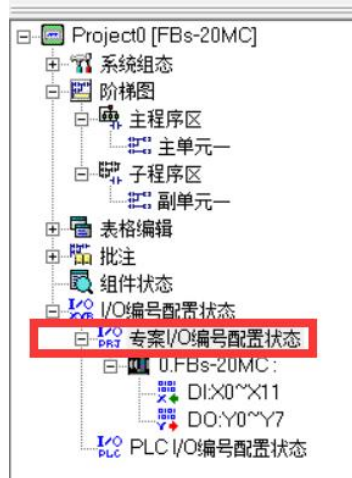 Project0 [FBs-20MC]
系统组态
阶梯图
主程序区
主单元一
子程序区
副单元一
表格编辑
批注
组件状态
I/O编号配置状态
专案I/O编号配置状态
0.FBs-20MC :
DI:X0~X11
DO:Y0~Y7
PLC I/O编号配置状态